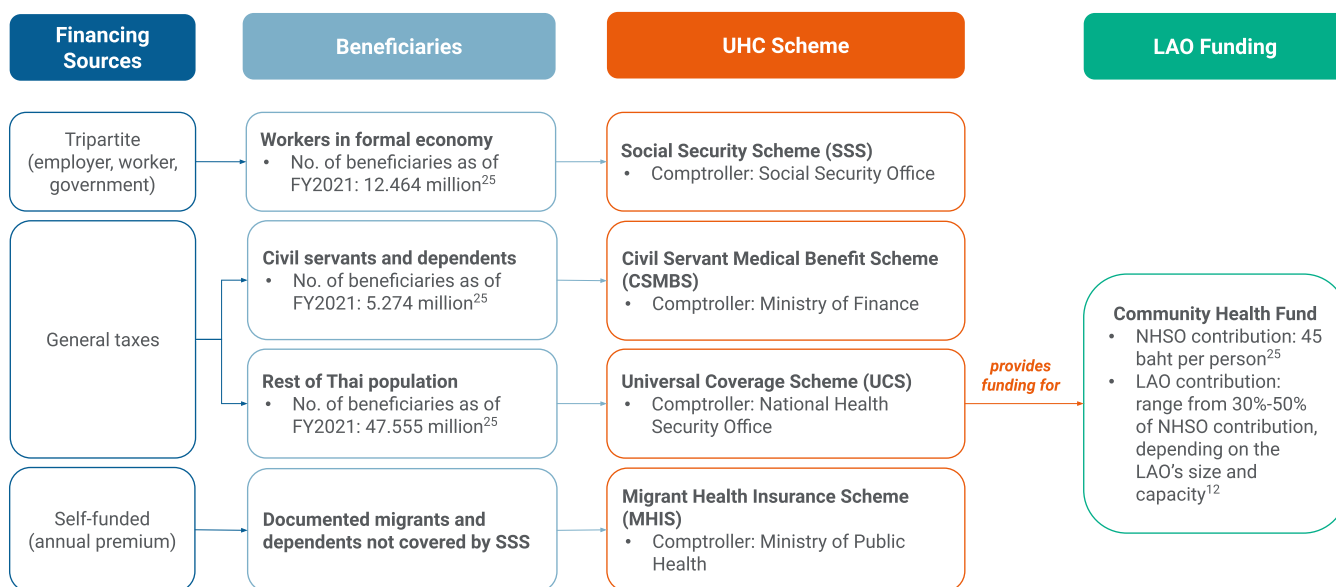 Financing
Sources
Beneficiaries
UHC Scheme
LAO Funding
Tripartite
(employer, worker,
government)
Workers in formal economy
• No. of beneficiaries as of
FY2021: 12.464 million25
Social Security Scheme (SSS)
• Comptroller: Social Security Office
General taxes
Civil servants and dependents
• No. of beneficiaries as of
FY2021: 5.274 million25
Civil Servant Medical Benefit Scheme
(CSMBS)
• Comptroller: Ministry of Finance
Rest of Thai population
• No. of beneficiaries as of
FY2021: 47.555 million25
Universal Coverage Scheme (UCS)
• Comptroller: National Health
Security Office
provides
funding for
Community Health Fund
• NHSO contribution: 45
baht per person25
• LAO contribution:
range from 30%-50%
of NHSO contribution,
depending on the
LAO's size and
capacity12
Self-funded
(annual premium)
Documented migrants and
dependents not covered by SSS
Migrant Health Insurance Scheme
(MHIS)
• Comptroller: Ministry of Public
Health